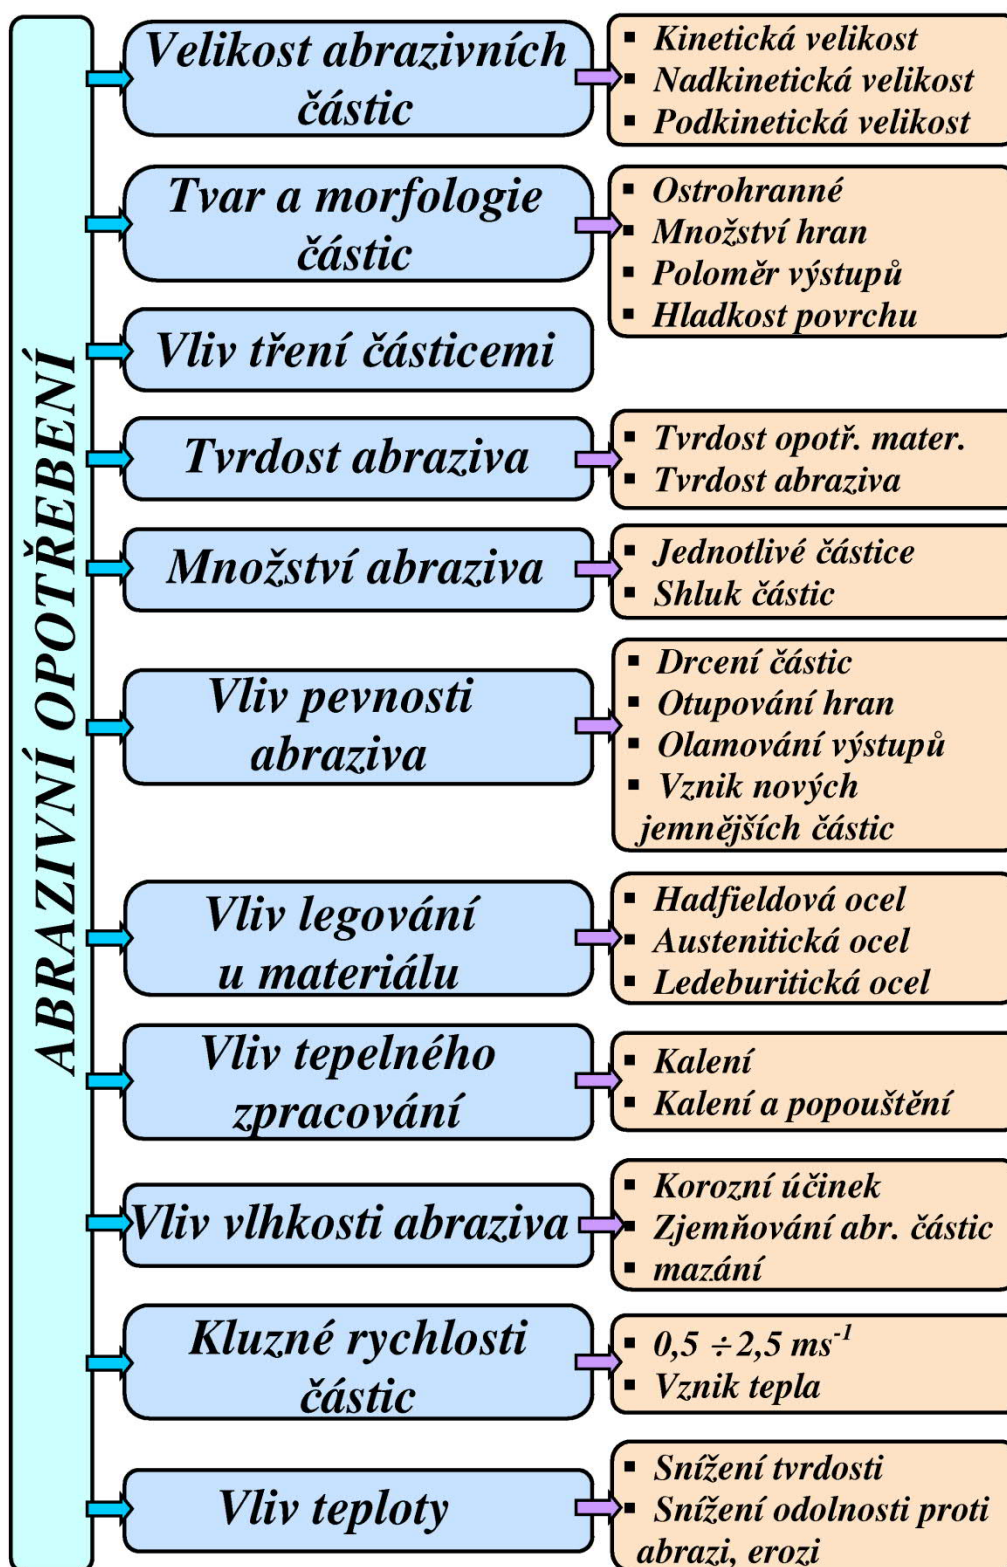 ABRAZIVNÍ OPOTŘEBENÍ
Velikost abrazivních
částic
▪ Kinetická velikost
▪ Nadkinetická velikost
▪ Podkinetická velikost
Tvar a morfologie
částic
▪ Ostrohranné
▪ Množství hran
▪ Poloměr výstupů
▪ Hladkost povrchu
Vliv tření částicemi
Tvrdost abraziva
▪ Tvrdost opotř. mater.
▪ Tvrdost abraziva
Množství abraziva
▪ Jednotlivé částice
▪ Shluk částic
Vliv pevnosti
abraziva
▪ Drcení částic
▪ Otupování hran
▪ Olamování výstupů
▪ Vznik nových
jemnějších částic
Vliv legování
u materiálu
▪ Hadfieldová ocel
▪ Austenitická ocel
▪ Ledeburitická ocel
Vliv tepelného
zpracování
▪ Kalení
▪ Kalení a popouštění
Vliv vlhkosti abraziva
▪ Korozní účinek
▪ Zjemňování abr. částic
▪ mazání
Kluzné rychlosti
částic
▪ 0,5 ÷ 2,5 ms⁻¹
▪ Vznik tepla
Vliv teploty
▪ Snížení tvrdosti
▪ Snížení odolnosti proti
abrazi, erozi